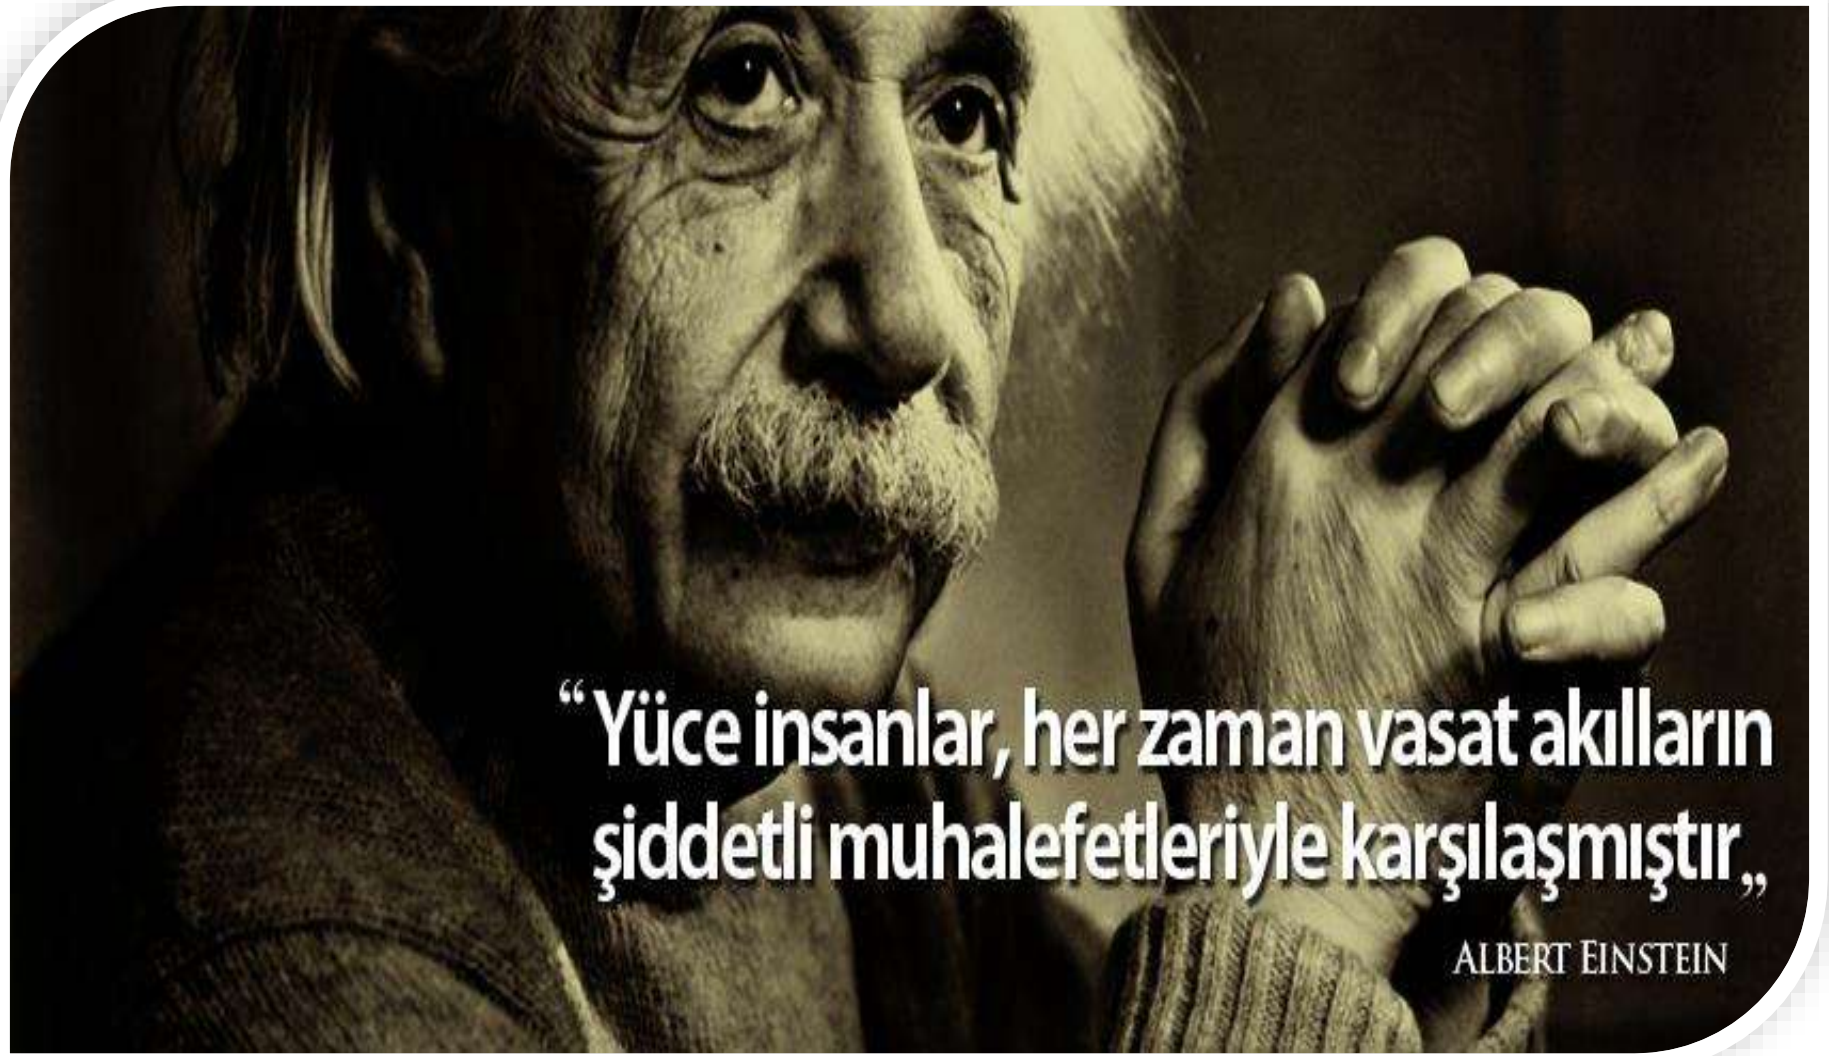 “Yüce insanlar, her zaman vasat akılların
şiddetli muhalefetleriyle karşılaşmıştır„
ALBERT EINSTEIN